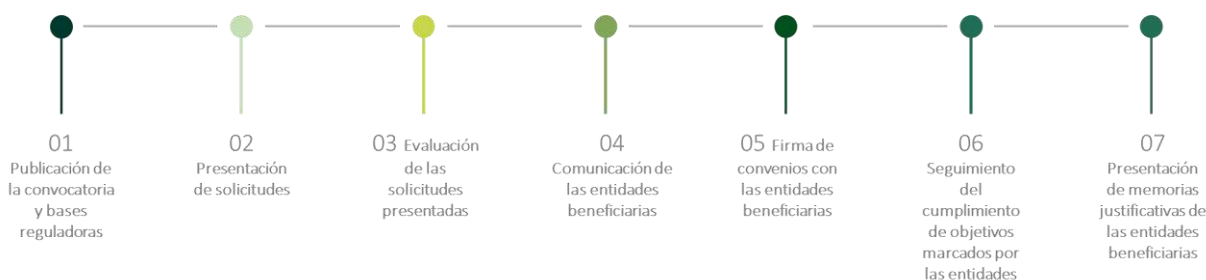 01
Publicación de
la convocatoria
y bases
reguladoras
02
Presentación
de solicitudes
03 Evaluación
de las
solicitudes
presentadas
04
Comunicación de
las entidades
beneficiarias
05 Firma de
convenios con
las entidades
beneficiarias
06
Seguimiento
del
cumplimiento
de objetivos
marcados por
las entidades
07
Presentación
de memorias
justificativas de
las entidades
beneficiarias